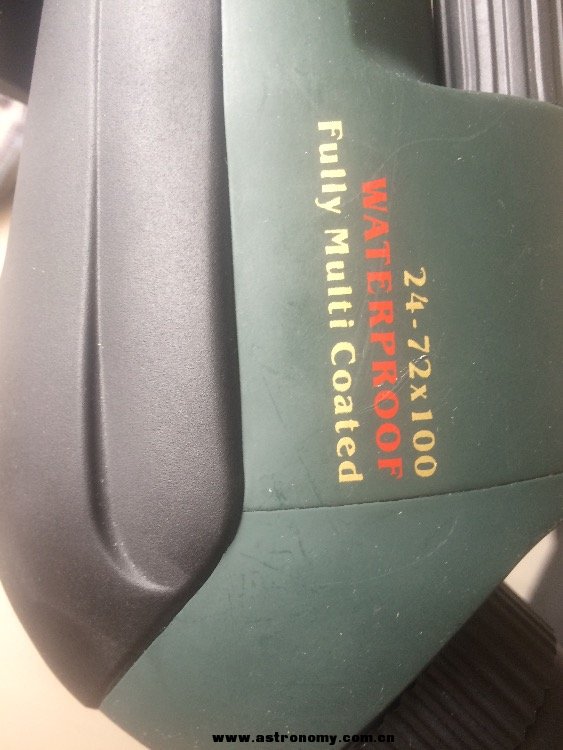 24-72x100
WATERPROOF
Fully Multi Coated
www.astronomy.com.cn